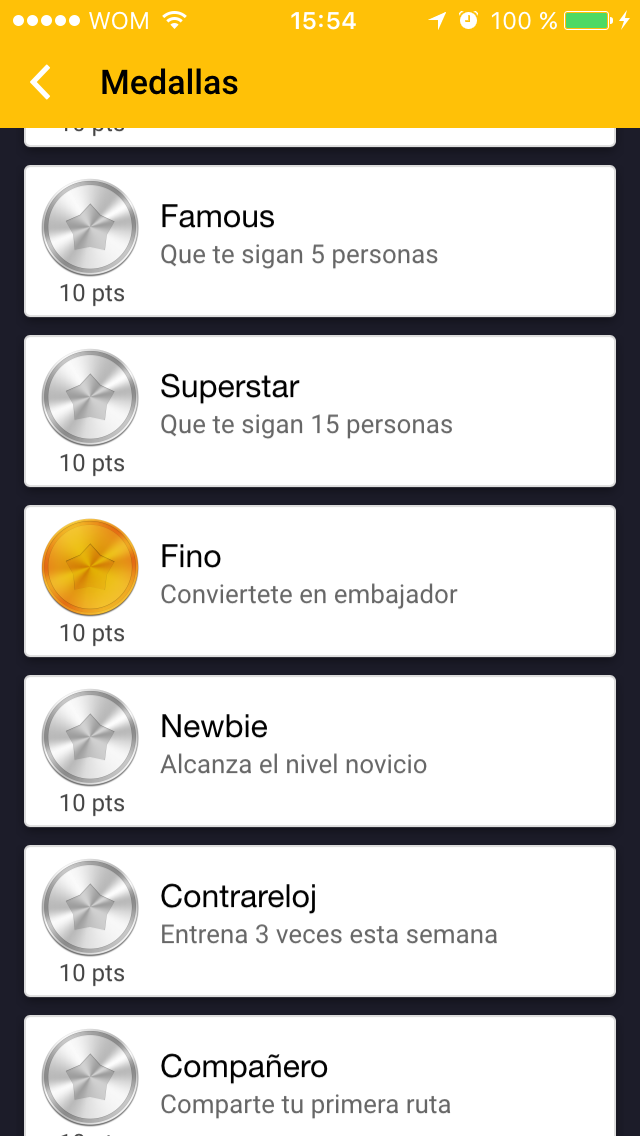 WOM 15:54 100 %
Medallas
10 pts
Famous
Que te sigan 5 personas
10 pts
Superstar
Que te sigan 15 personas
10 pts
Fino
Conviertete en embajador
10 pts
Newbie
Alcanza el nivel novicio
10 pts
Contrareloj
Entrena 3 veces esta semana
10 pts
Compañero
Comparte tu primera ruta